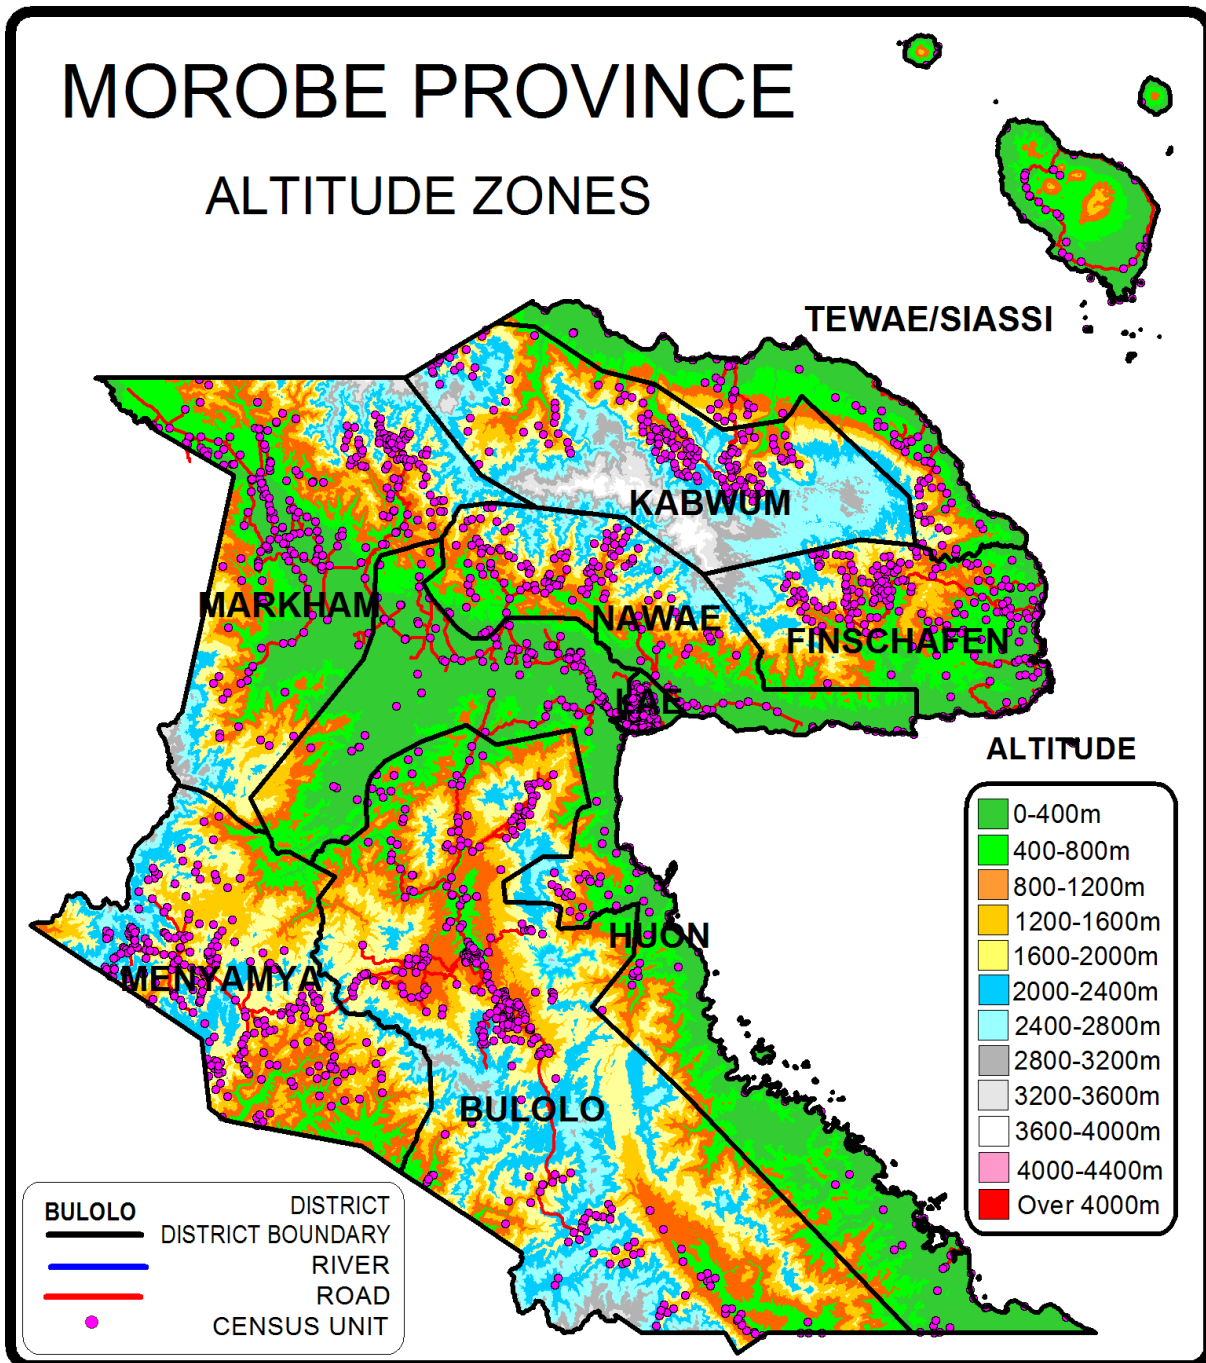 MOROBE PROVINCE
ALTITUDE ZONES
TEWAE/SIASSI
KABWUM
MARKHAM
NAWAE
FINSCHAFEN
LAE
HUON
MENYAMYA
BULOLO
ALTITUDE
0-400m
400-800m
800-1200m
1200-1600m
1600-2000m
2000-2400m
2400-2800m
2800-3200m
3200-3600m
3600-4000m
4000-4400m
Over 4000m
BULOLO DISTRICT
DISTRICT BOUNDARY
RIVER
ROAD
CENSUS UNIT